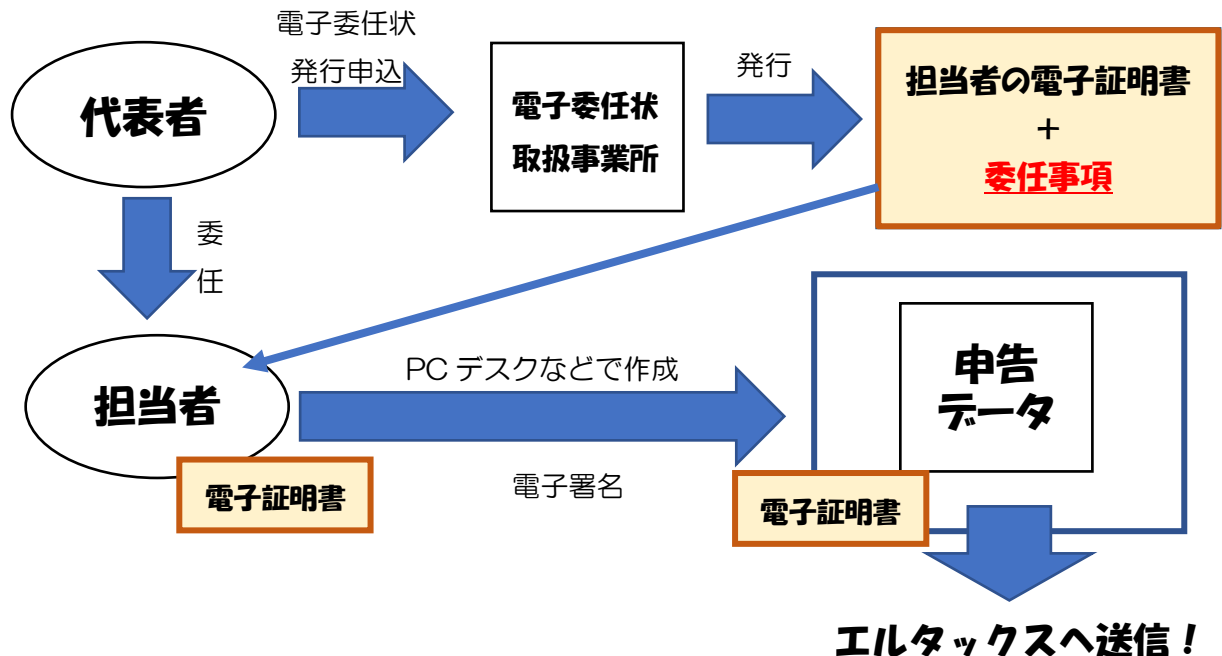 電子委任状
発行申込
代表者
電子委任状
取扱事業所
発行
担当者の電子証明書
+
委任事項
委
任
担当者
電子証明書
PCデスクなどで作成
電子署名
申告
データ
電子証明書
エルタックスへ送信！